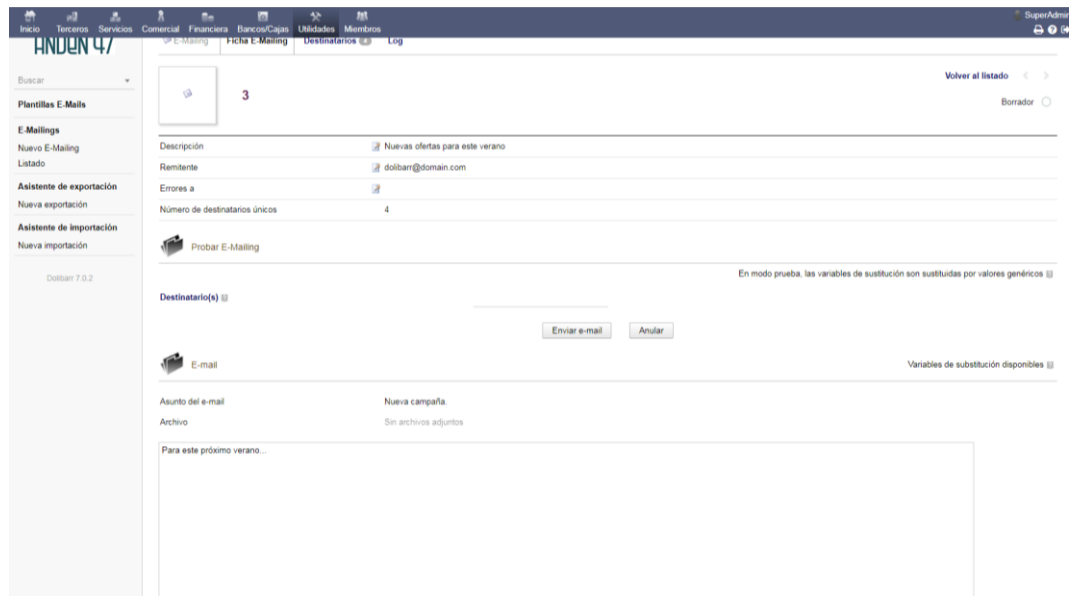 SuperAdmin
Inicio Terceros Servicios Comercial Financiera Bancos/Cajas Utilidades Miembros
ANDEN 47
E-Mailing Ficha E-Mailing Destinatarios Log
Buscar
Plantillas E-Mails
E-Mailings
Nuevo E-Mailing
Listado
Asistente de exportación
Nueva exportación
Asistente de importación
Nueva importación
Dolibarr 7.0.2
3
Volver al listado < >
Borrador
Descripción Nuevas ofertas para este verano
Remitente dolibarr@domain.com
Errores a
Número de destinatarios únicos 4
Probar E-Mailing
En modo prueba, las variables de sustitución son sustituidas por valores genéricos
Destinatario(s)
Enviar e-mail Anular
E-mail
Variables de substitución disponibles
Asunto del e-mail Nueva campaña.
Archivo Sin archivos adjuntos
Para este próximo verano...